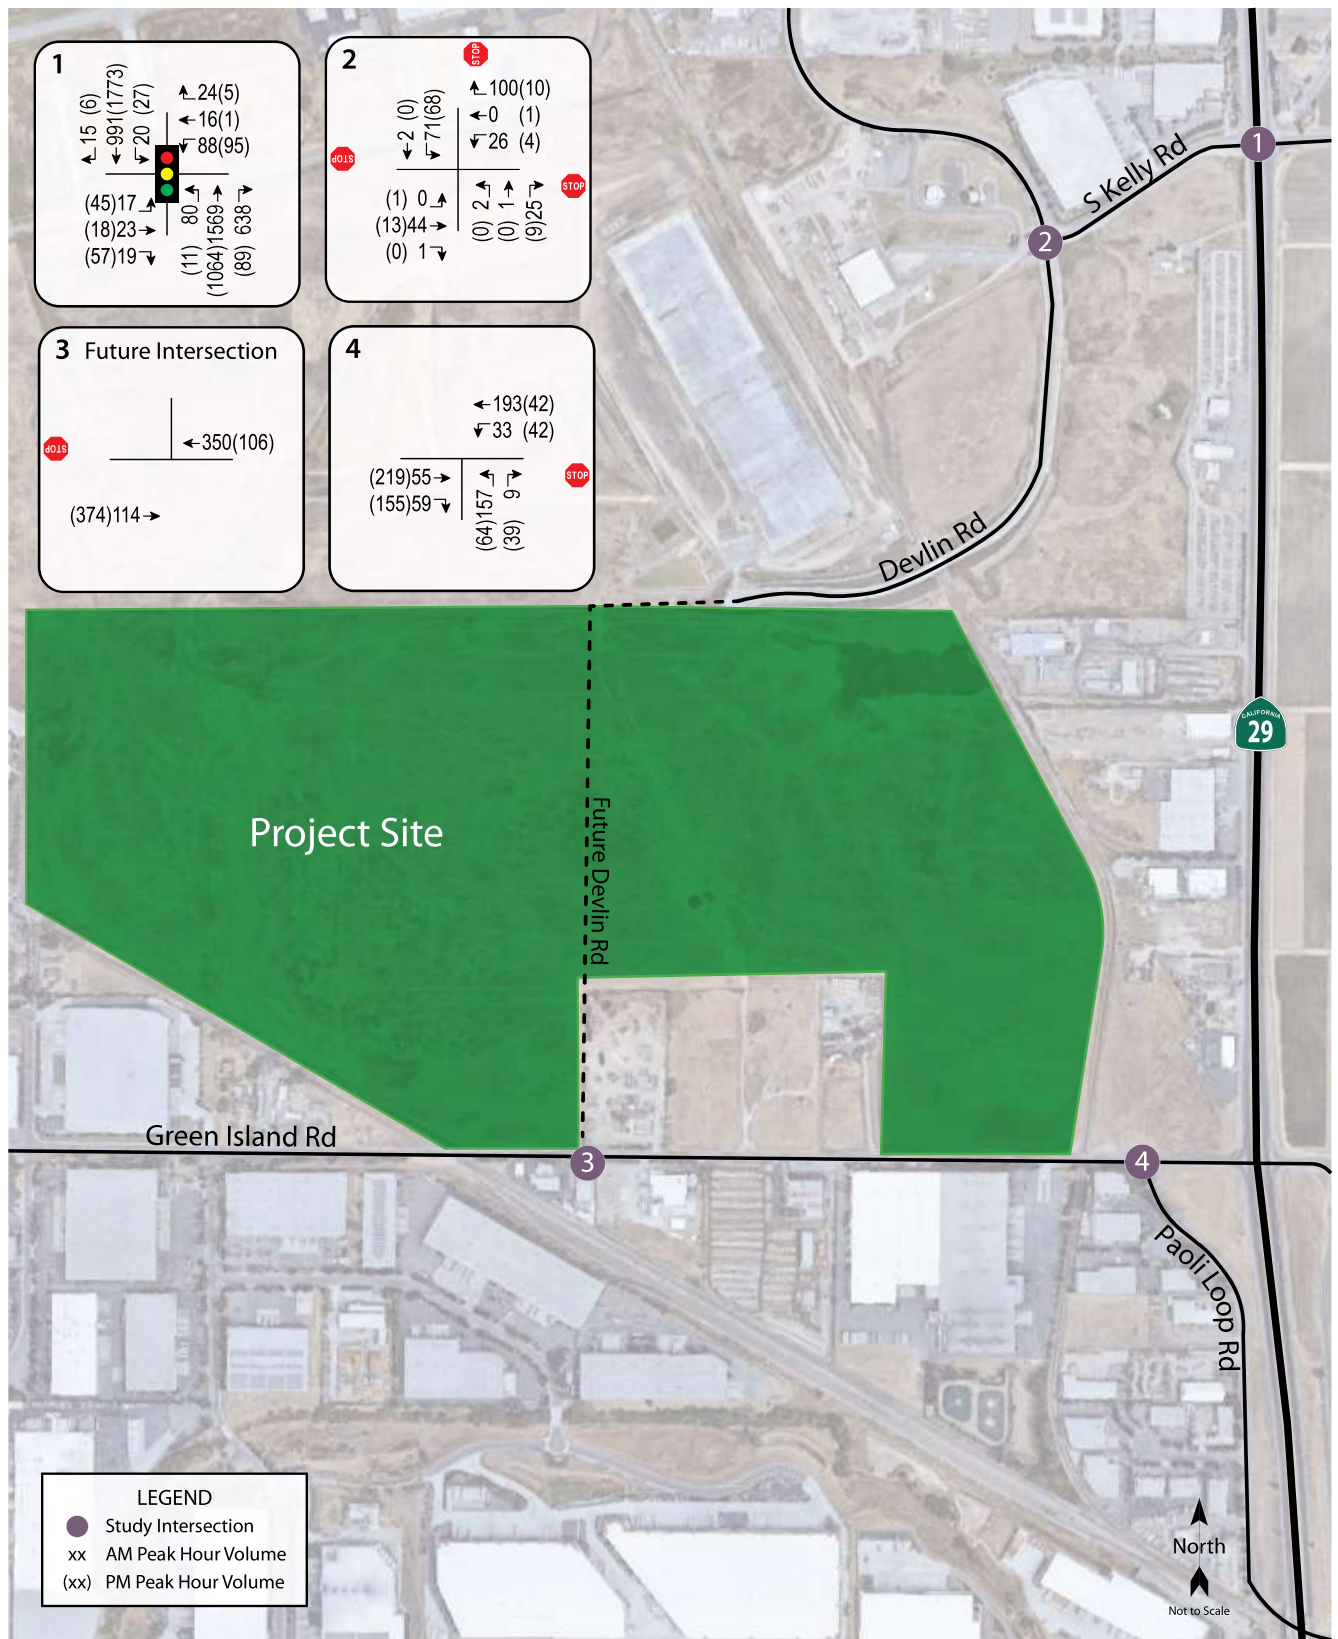 1
15 (6)
991(1773)
20 (27)
24(5)
16(1)
88(95)
(45)17
(18)23
(57)19
(11) 80
(1064)1569
(89) 638
2
STOP
2 (0)
71(68)
100(10)
0 (1)
26 (4)
STOP
STOP
(1) 0
(13)44
(0) 1
(0) 2
(0) 1
(9)25
3 Future Intersection
350(106)
STOP
(374)114
4
193(42)
33 (42)
(219)55
(155)59
STOP
(64)157
(39) 9
S Kelly Rd
1
2
Devlin Rd
CALIFORNIA
29
Project Site
Future Devlin Rd
Green Island Rd
3
4
Paoli Loop Rd
LEGEND
Study Intersection
xx AM Peak Hour Volume
(xx) PM Peak Hour Volume
North
Not to Scale